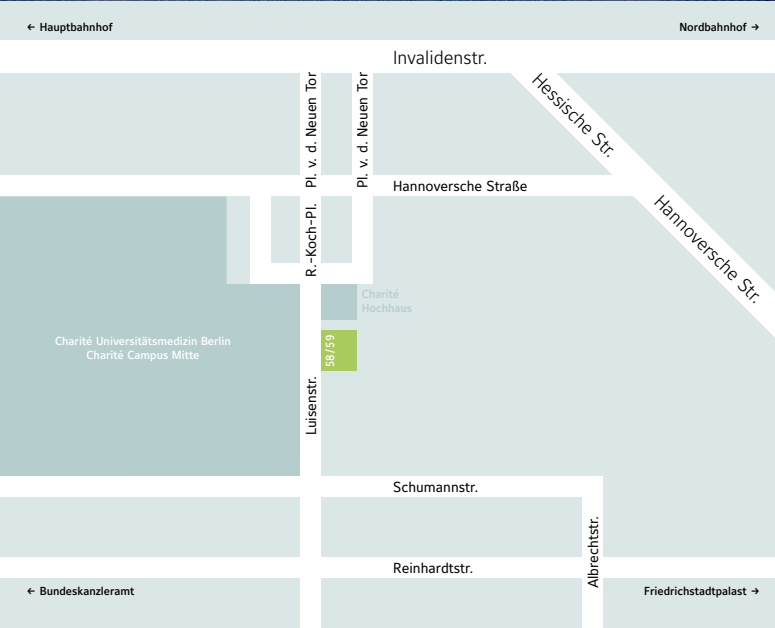 ← Hauptbahnhof
Nordbahnhof →
Invalidenstr.
Pl. v. d. Neuen Tor
Pl. v. d. Neuen Tor
Hessische Str.
Hannoversche Straße
R.-Koch-Pl.
Hannoversche Str.
Charité
Hochhaus
Charité Universitätsmedizin Berlin
Charité Campus Mitte
58/59
Luisenstr.
Schumannstr.
Albrechtstr.
Reinhardtstr.
← Bundeskanzleramt
Friedrichstadtpalast →